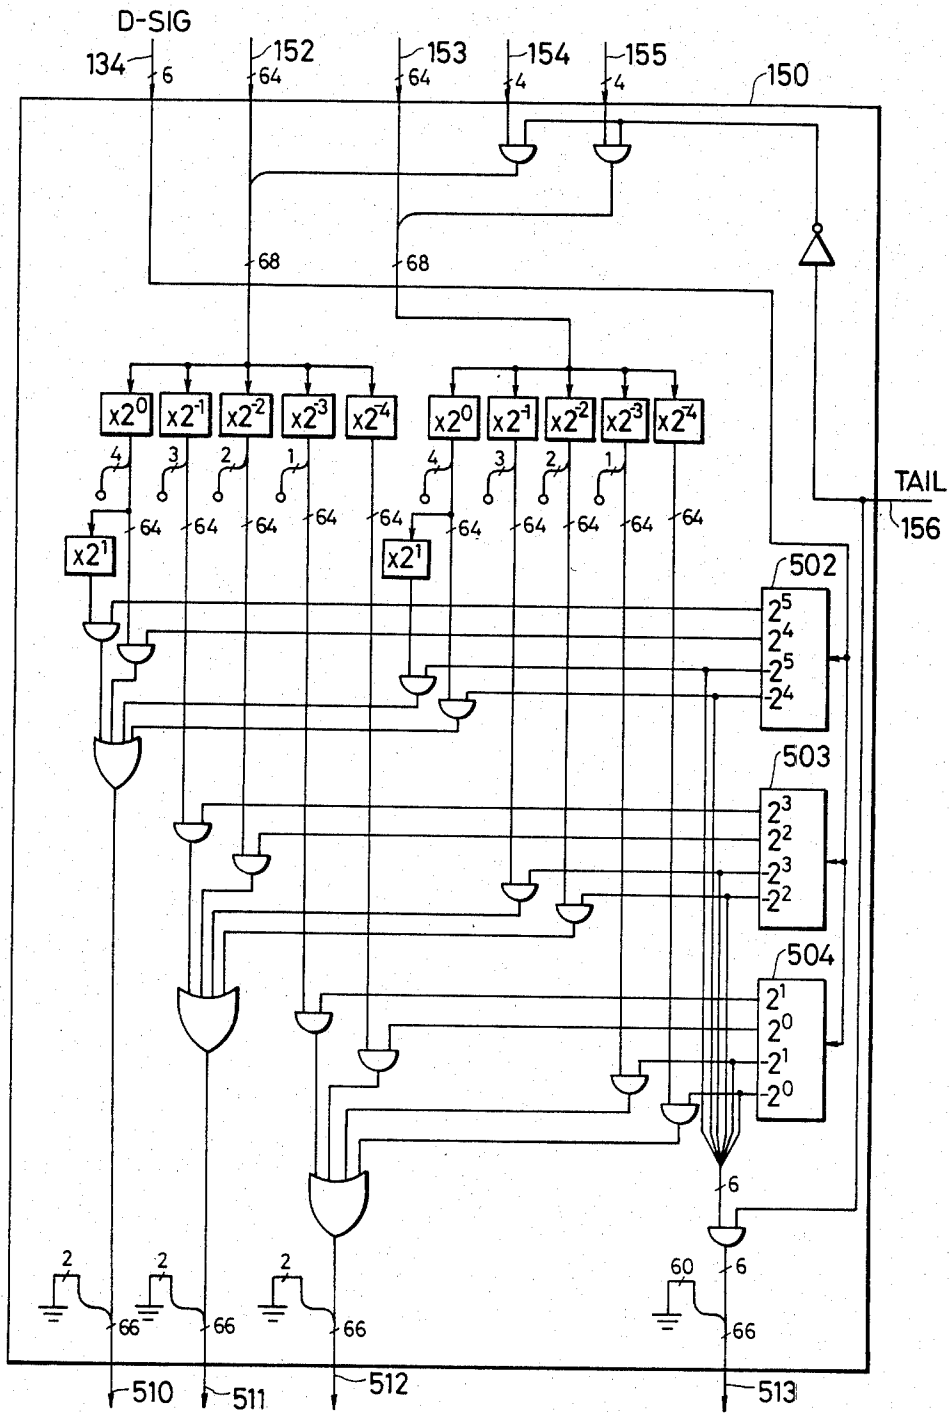 D-SIG
134 152 153 154 155 150
6 64 64 4 4
68 68
x2⁰ x2⁻¹ x2⁻² x2⁻³ x2⁻⁴ x2⁰ x2⁻¹ x2⁻² x2⁻³ x2⁻⁴
4 3 2 1 4 3 2 1
TAIL
156
64 64 64 64 64 64 64 64 64 64
x2¹ x2¹
502
2⁵
2⁴
-2⁵
-2⁴
503
2³
2²
-2³
-2²
504
2¹
2⁰
-2¹
-2⁰
6
2 2 2 60 6
66 66 66 66
510 511 512 513